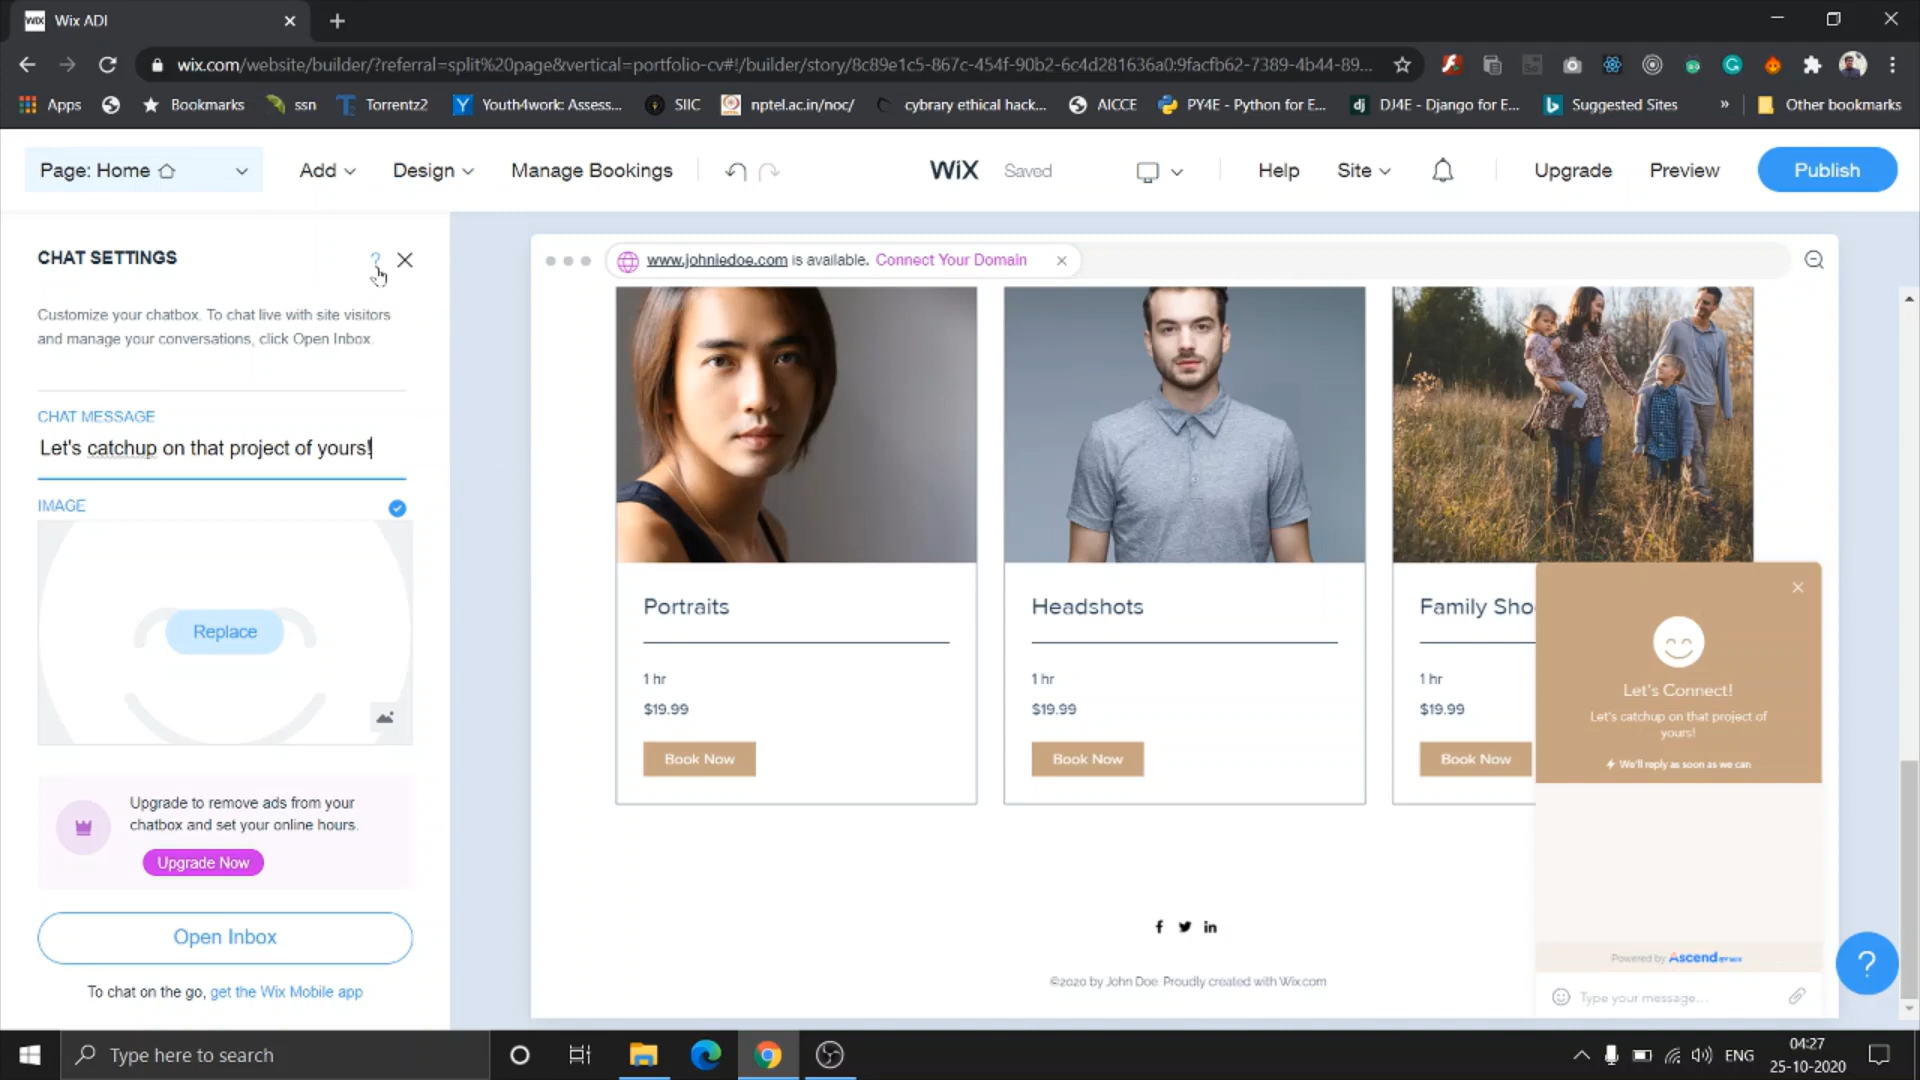 WiX Wix ADI
wix.com/website/builder/?referral=split%20page&vertical=portfolio-cv#!/builder/story/8c89e1c5-867c-454f-90b2-6c4d281636a0:9facfb62-7389-4b44-89...
Apps Bookmarks ssn Torrentz2 Youth4work: Assess... SIIC nptel.ac.in/noc/ cybrary ethical hack... AICCE PY4E - Python for E... dj DJ4E - Django for E... Suggested Sites » Other bookmarks
Page: Home Add Design Manage Bookings WiX Saved Help Site Upgrade Preview Publish
CHAT SETTINGS ?
Customize your chatbox. To chat live with site visitors
and manage your conversations, click Open Inbox.
CHAT MESSAGE
Let's catchup on that project of yours!
IMAGE
Replace
Upgrade to remove ads from your
chatbox and set your online hours.
Upgrade Now
Open Inbox
To chat on the go, get the Wix Mobile app
www.johniedoe.com is available. Connect Your Domain
Portraits
1 hr
$19.99
Book Now
Headshots
1 hr
$19.99
Book Now
Family Sho
1 hr
$19.99
Book Now
Let's Connect!
Let's catchup on that project of
yours!
We'll reply as soon as we can
Powered by Ascend BY WIX
Type your message...
?
©2020 by John Doe. Proudly created with Wix.com
Type here to search
ENG
04:27
25-10-2020